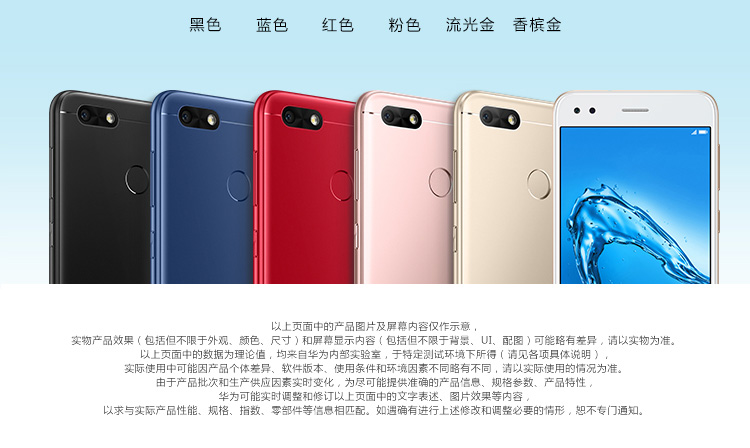 黑色 蓝色 红色 粉色 流光金 香槟金
以上页面中的产品图片及屏幕内容仅作示意，
实物产品效果（包括但不限于外观、颜色、尺寸）和屏幕显示内容（包括但不限于背景、UI、配图）可能略有差异，请以实物为准。
以上页面中的数据为理论值，均来自华为内部实验室，于特定测试环境下所得（请见各项具体说明），
实际使用中可能因产品个体差异、软件版本、使用条件和环境因素不同略有不同，请以实际使用的情况为准。
由于产品批次和生产供应因素实时变化，为尽可能提供准确的产品信息、规格参数、产品特性，
华为可能实时调整和修订以上页面中的文字表述、图片效果等内容，
以求与实际产品性能、规格、指数、零部件等信息相匹配。如遇确有进行上述修改和调整必要的情形，恕不专门通知。